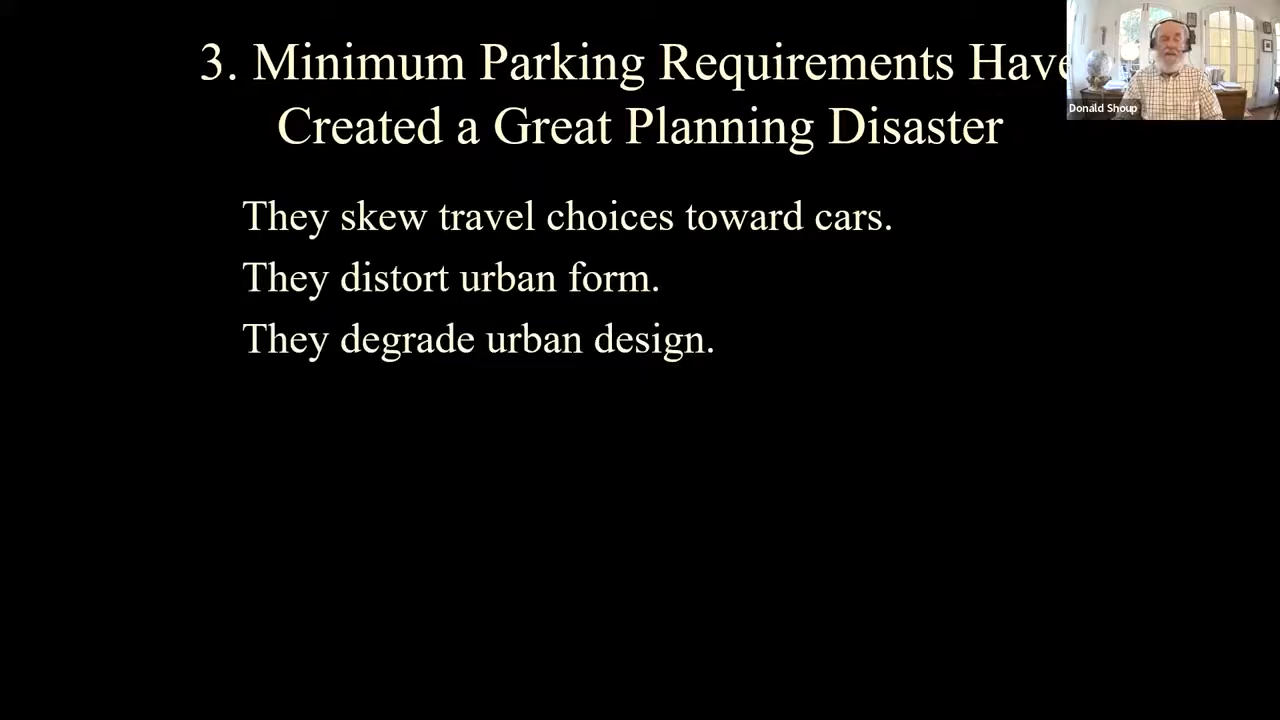 3. Minimum Parking Requirements Have
Created a Great Planning Disaster
Donald Shoup
They skew travel choices toward cars.
They distort urban form.
They degrade urban design.